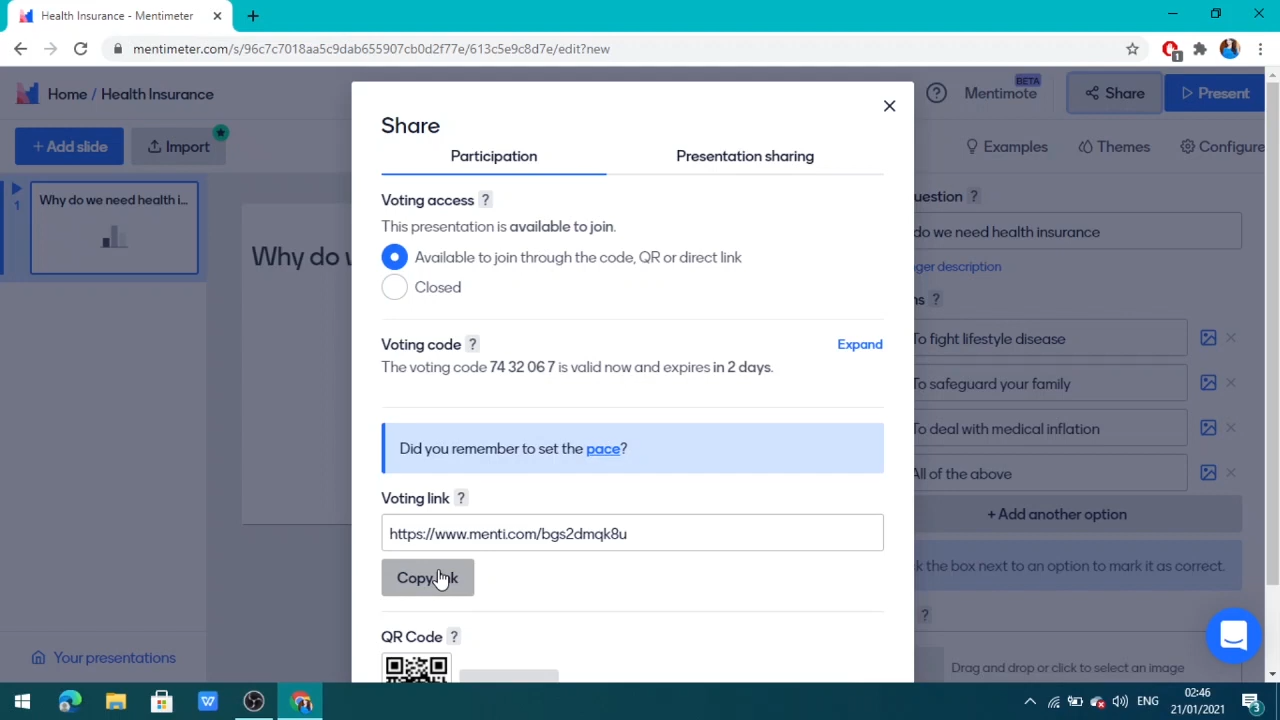 Health Insurance - Mentimeter
mentimeter.com/s/96c7c7018aa5c9dab655907cb0d2f77e/613c5e9c8d7e/edit?new
1
Home / Health Insurance
Mentimote
BETA
Share
Present
+ Add slide
Import
Examples
Themes
Configure
1
Why do we need health i...
Why do
Share
Participation
Presentation sharing
Voting access ?
This presentation is available to join.
Available to join through the code, QR or direct link
Closed
Voting code ?
Expand
The voting code 74 32 06 7 is valid now and expires in 2 days.
Did you remember to set the pace?
Voting link ?
https://www.menti.com/bgs2dmqk8u
Copy link
QR Code ?
uestion ?
do we need health insurance
ger description
ns ?
To fight lifestyle disease
To safeguard your family
To deal with medical inflation
All of the above
+ Add another option
k the box next to an option to mark it as correct.
?
Drag and drop or click to select an image
Your presentations
ENG
02:46
21/01/2021
3